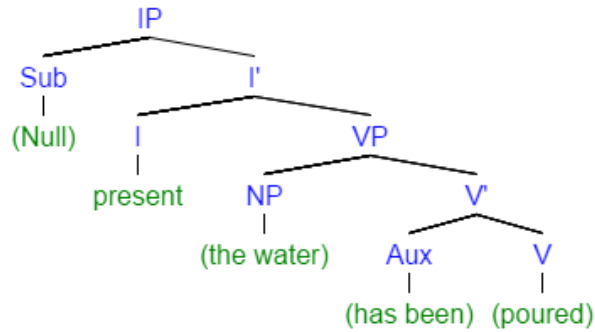 IP
Sub I'
(Null) I VP
present NP V'
(the water) Aux V
(has been) (poured)